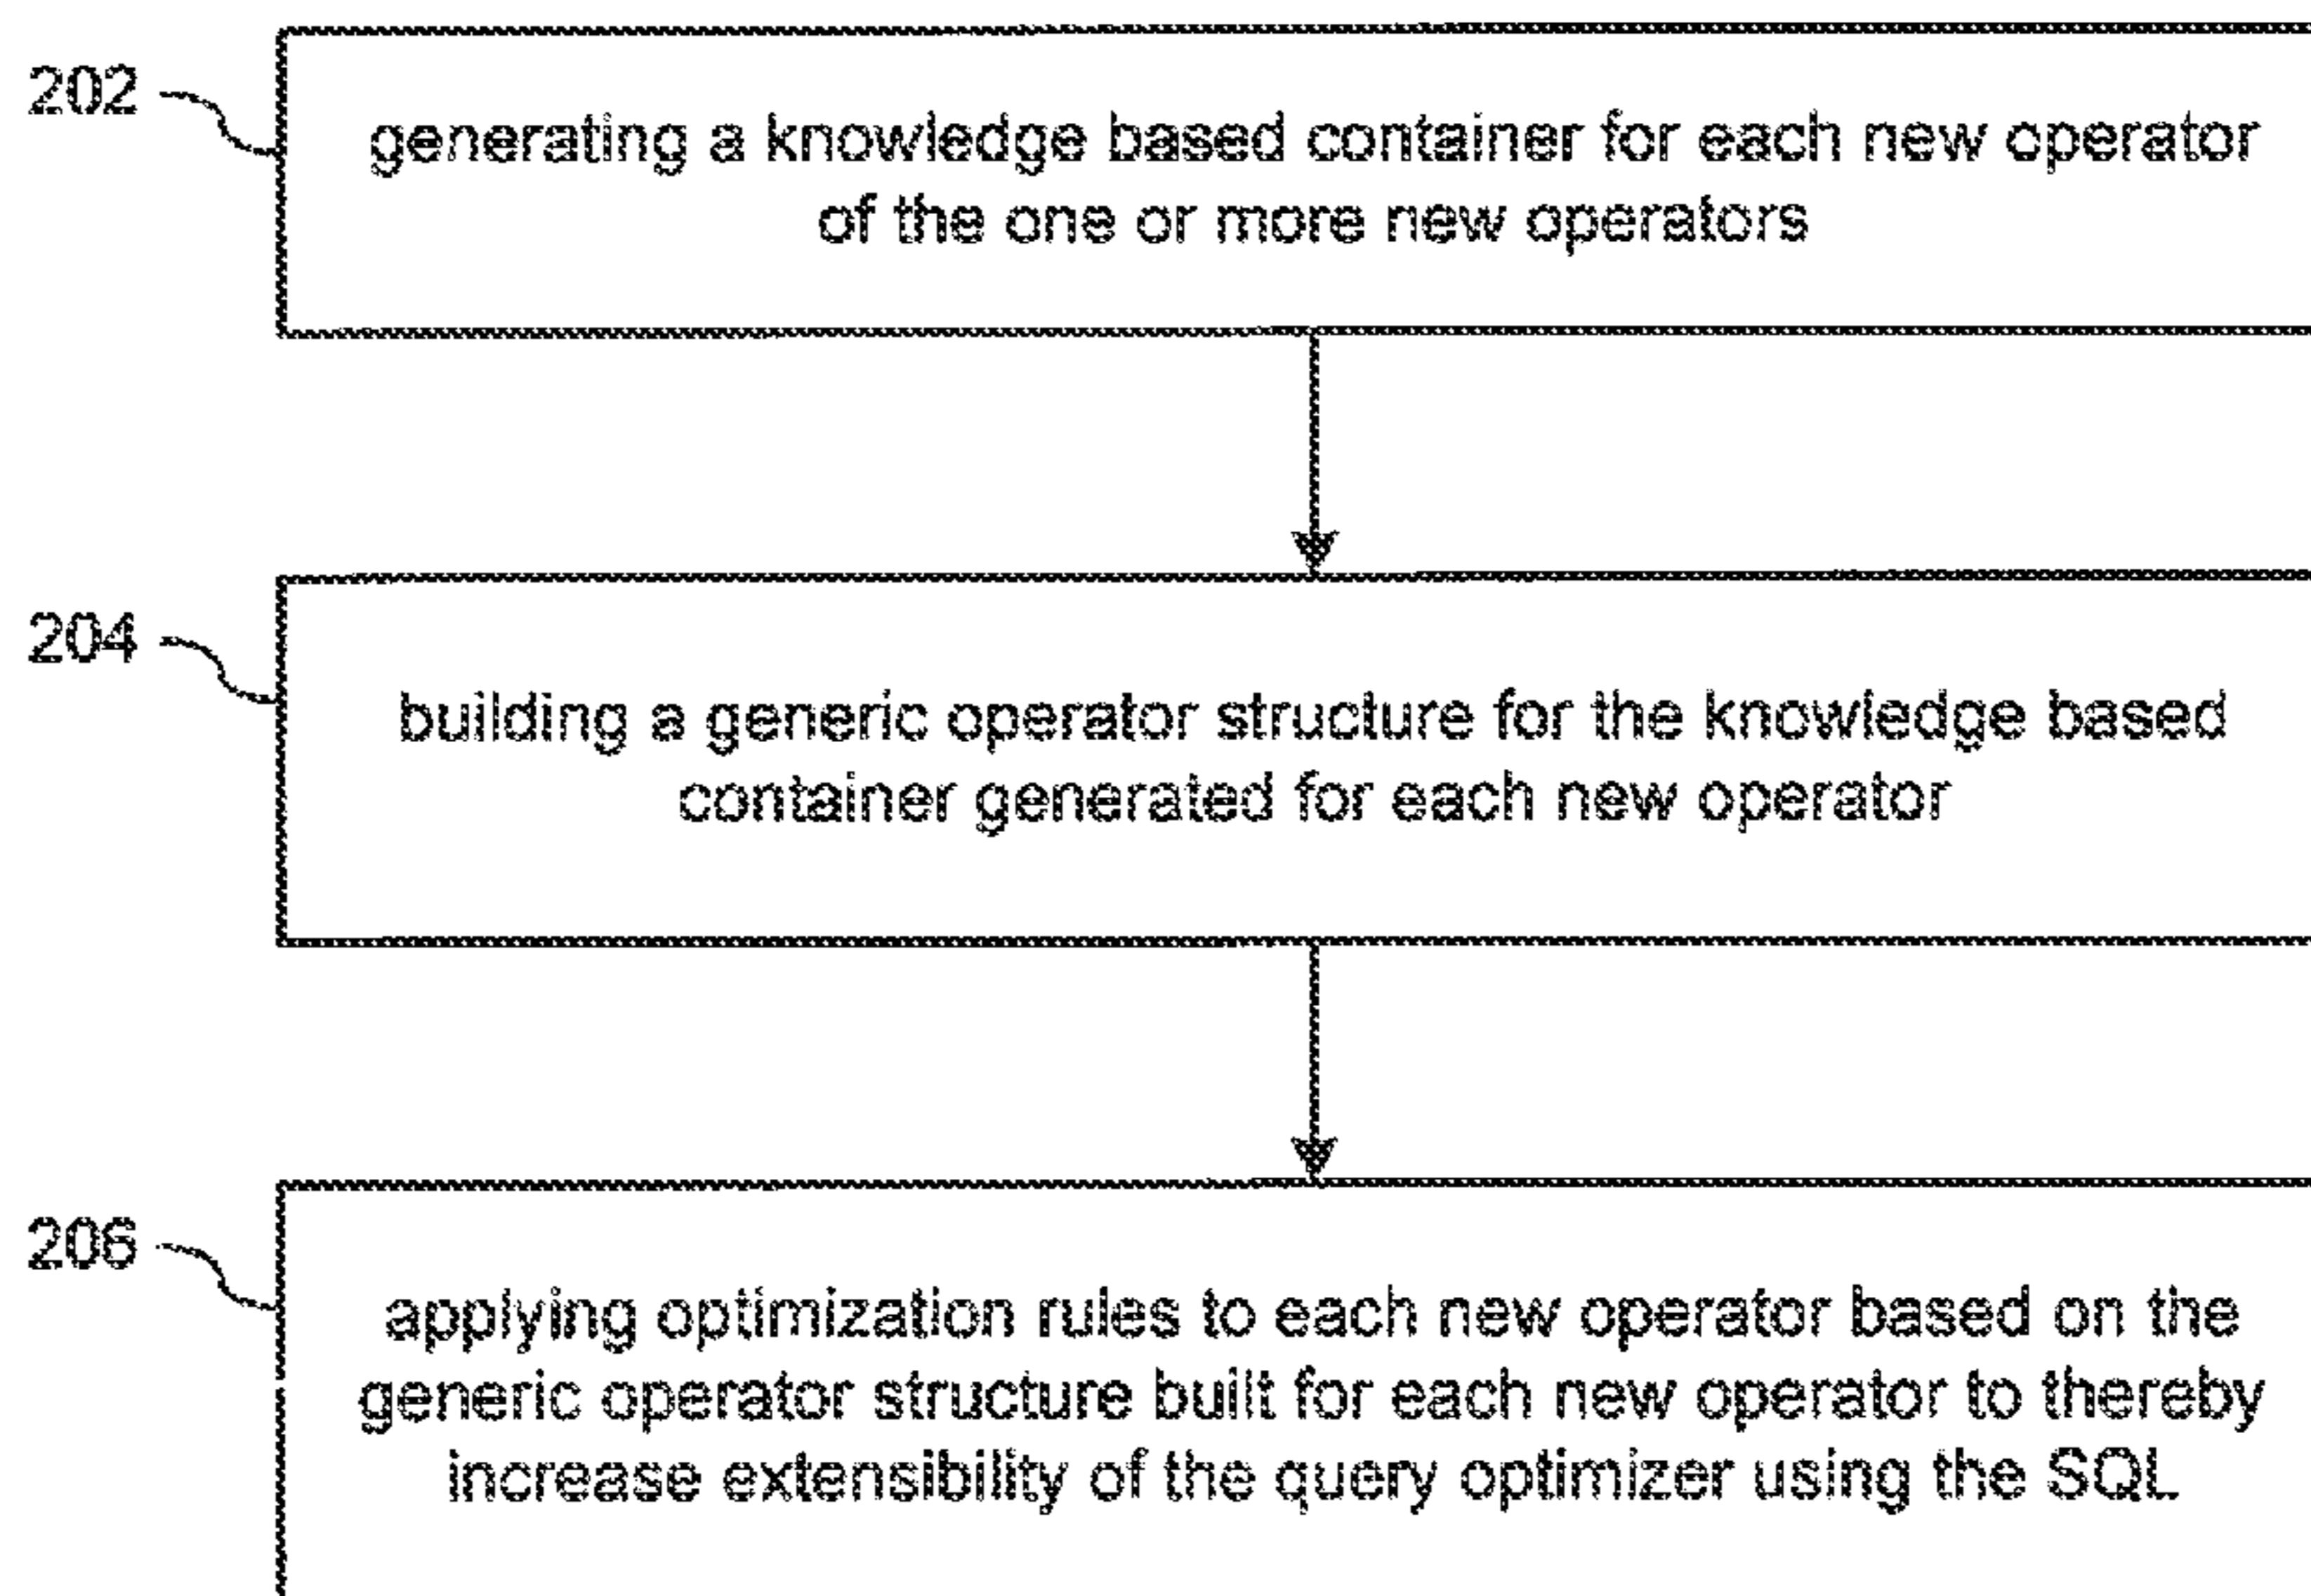 202
generating a knowledge based container for each new operator
of the one or more new operators
204
building a generic operator structure for the knowledge based
container generated for each new operator
206
applying optimization rules to each new operator based on the
generic operator structure built for each new operator to thereby
increase extensibility of the query optimizer using the SQL